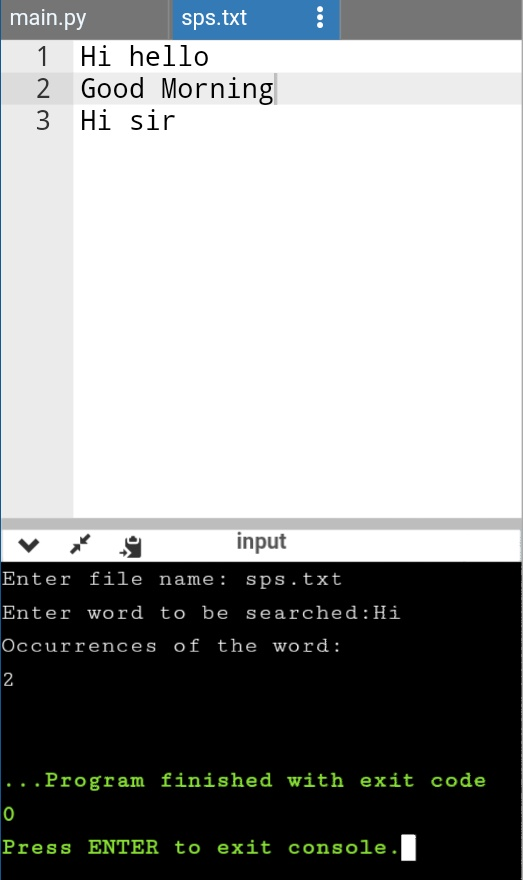 main.py sps.txt
1 Hi hello
2 Good Morning
3 Hi sir
input
Enter file name: sps.txt
Enter word to be searched:Hi
Occurrences of the word:
2
...Program finished with exit code
0
Press ENTER to exit console.